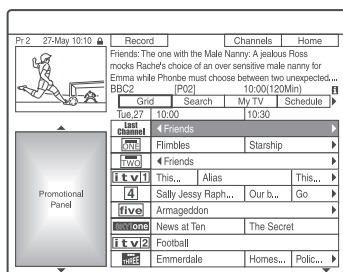 Pr 2 27-May 10:10 Record Channels Home
Friends: The one with the Male Nanny: A jealous Ross
mocks Rache's choice of an over sensitive male nanny for
Emma while Phonbe must choose between two unexpected....
BBC2 [P02] 10:00(120Min)
Grid Search My TV Schedule
Tue,27 10:00 10:30
Last Channel Friends
ONE Flimbles Starship
TWO Friends
itv1 This... Alias This...
4 Sally Jessy Raph... Our b... Go
five Armageddon
one News at Ten The Secret
itv2 Football
THREE Emmerdale Homes... Polic...
Promotional
Panel